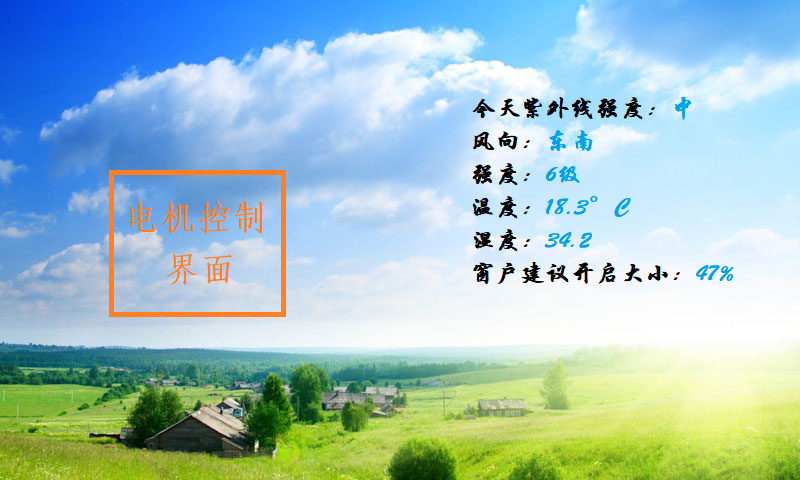 电机控制
界面
今天紫外线强度：中
风向：东南
强度：6级
温度：18.3°C
湿度：34.2
窗户建议开启大小：47%